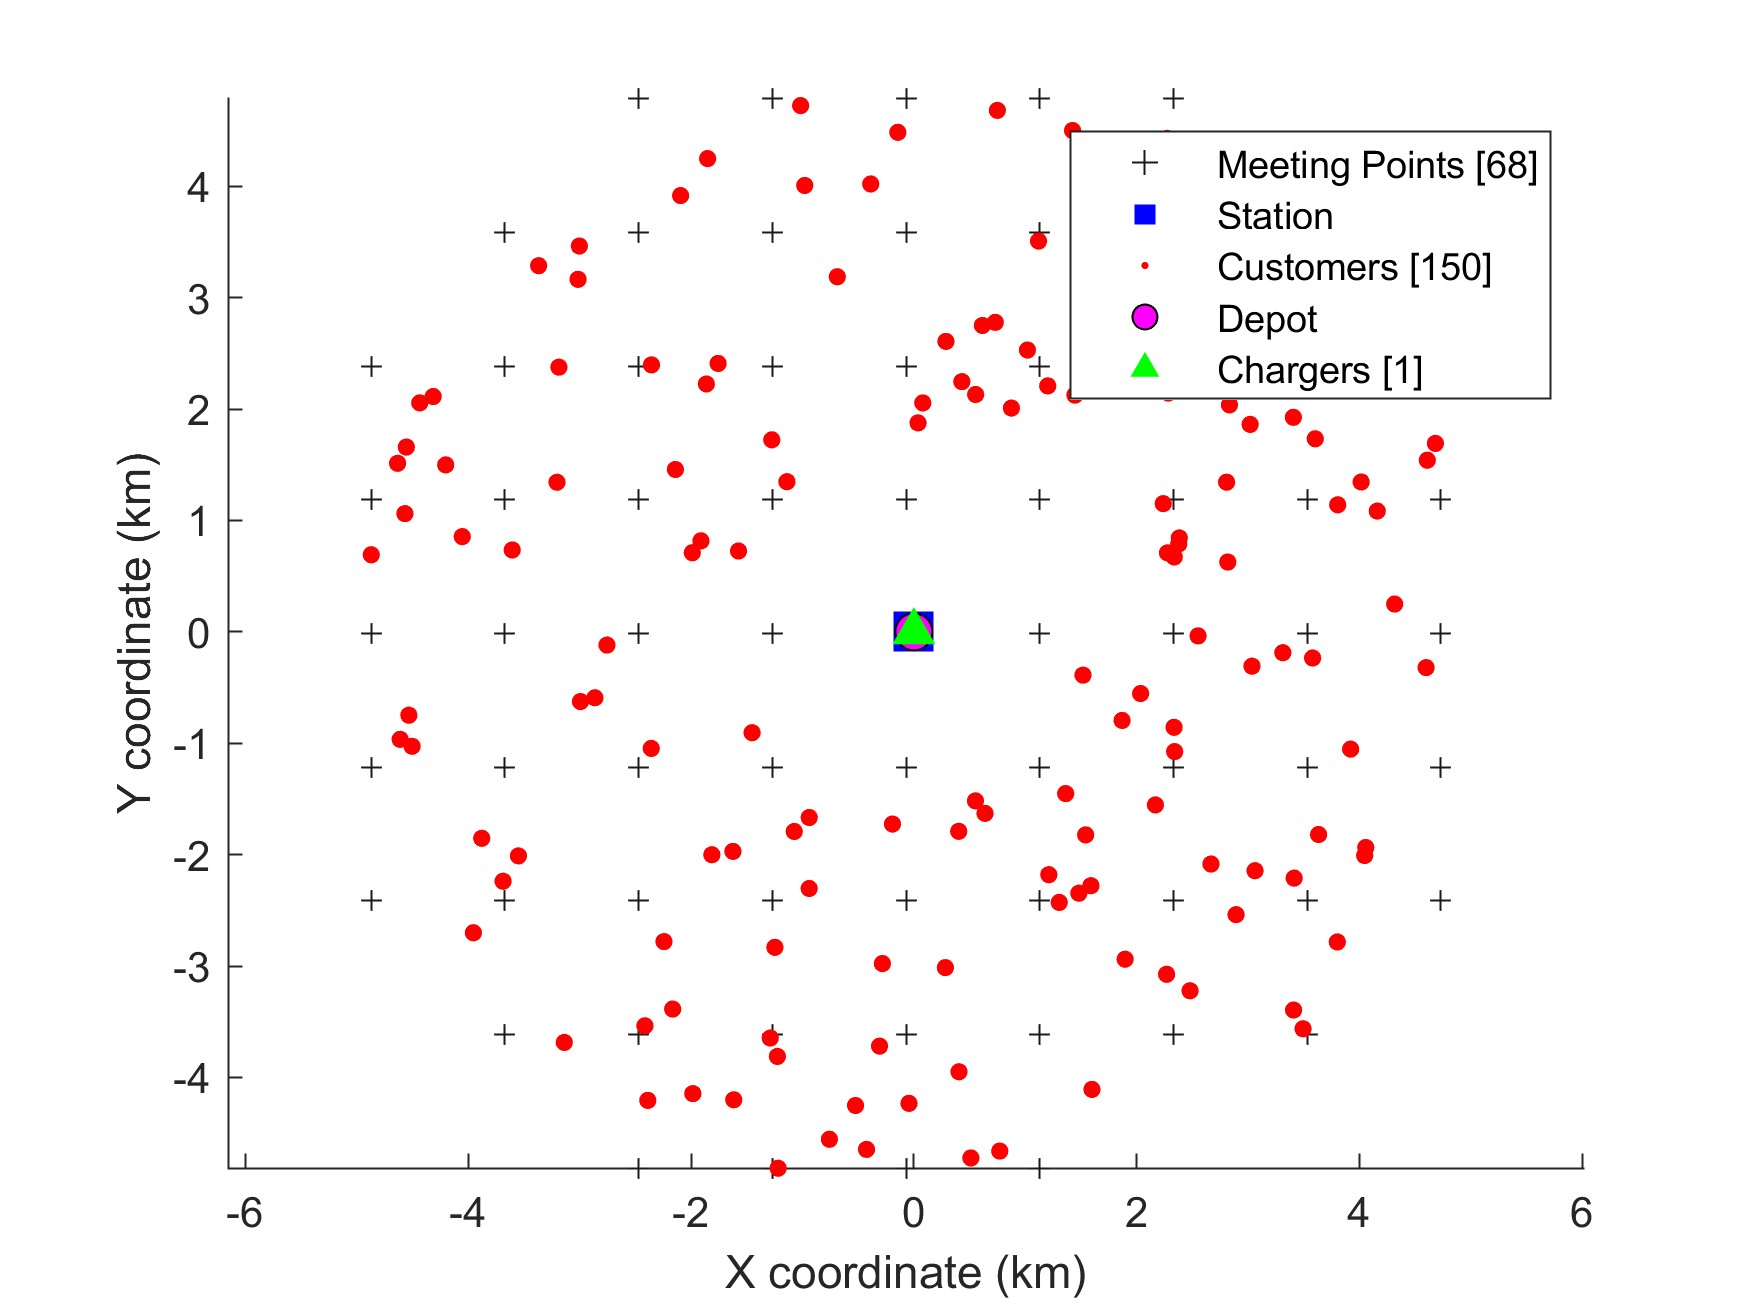 Meeting Points [68]
Station
Customers [150]
Depot
Chargers [1]
4
3
2
1
0
-1
-2
-3
-4
Y coordinate (km)
-6 -4 -2 0 2 4 6
X coordinate (km)